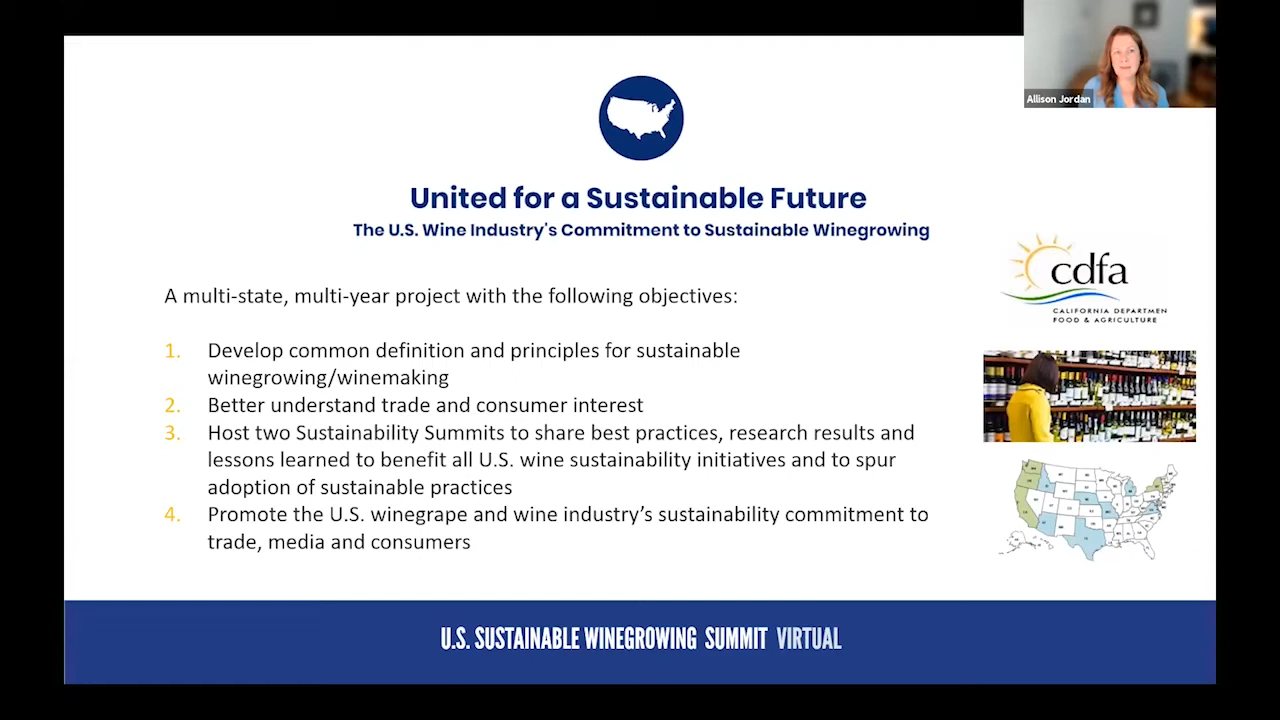 Allison Jordan
United for a Sustainable Future
The U.S. Wine Industry's Commitment to Sustainable Winegrowing
cdfa
CALIFORNIA DEPARTMEN
FOOD & AGRICULTURE
A multi-state, multi-year project with the following objectives:
1. Develop common definition and principles for sustainable
winegrowing/winemaking
2. Better understand trade and consumer interest
3. Host two Sustainability Summits to share best practices, research results and
lessons learned to benefit all U.S. wine sustainability initiatives and to spur
adoption of sustainable practices
4. Promote the U.S. winegrape and wine industry’s sustainability commitment to
trade, media and consumers
U.S. SUSTAINABLE WINEGROWING SUMMIT VIRTUAL